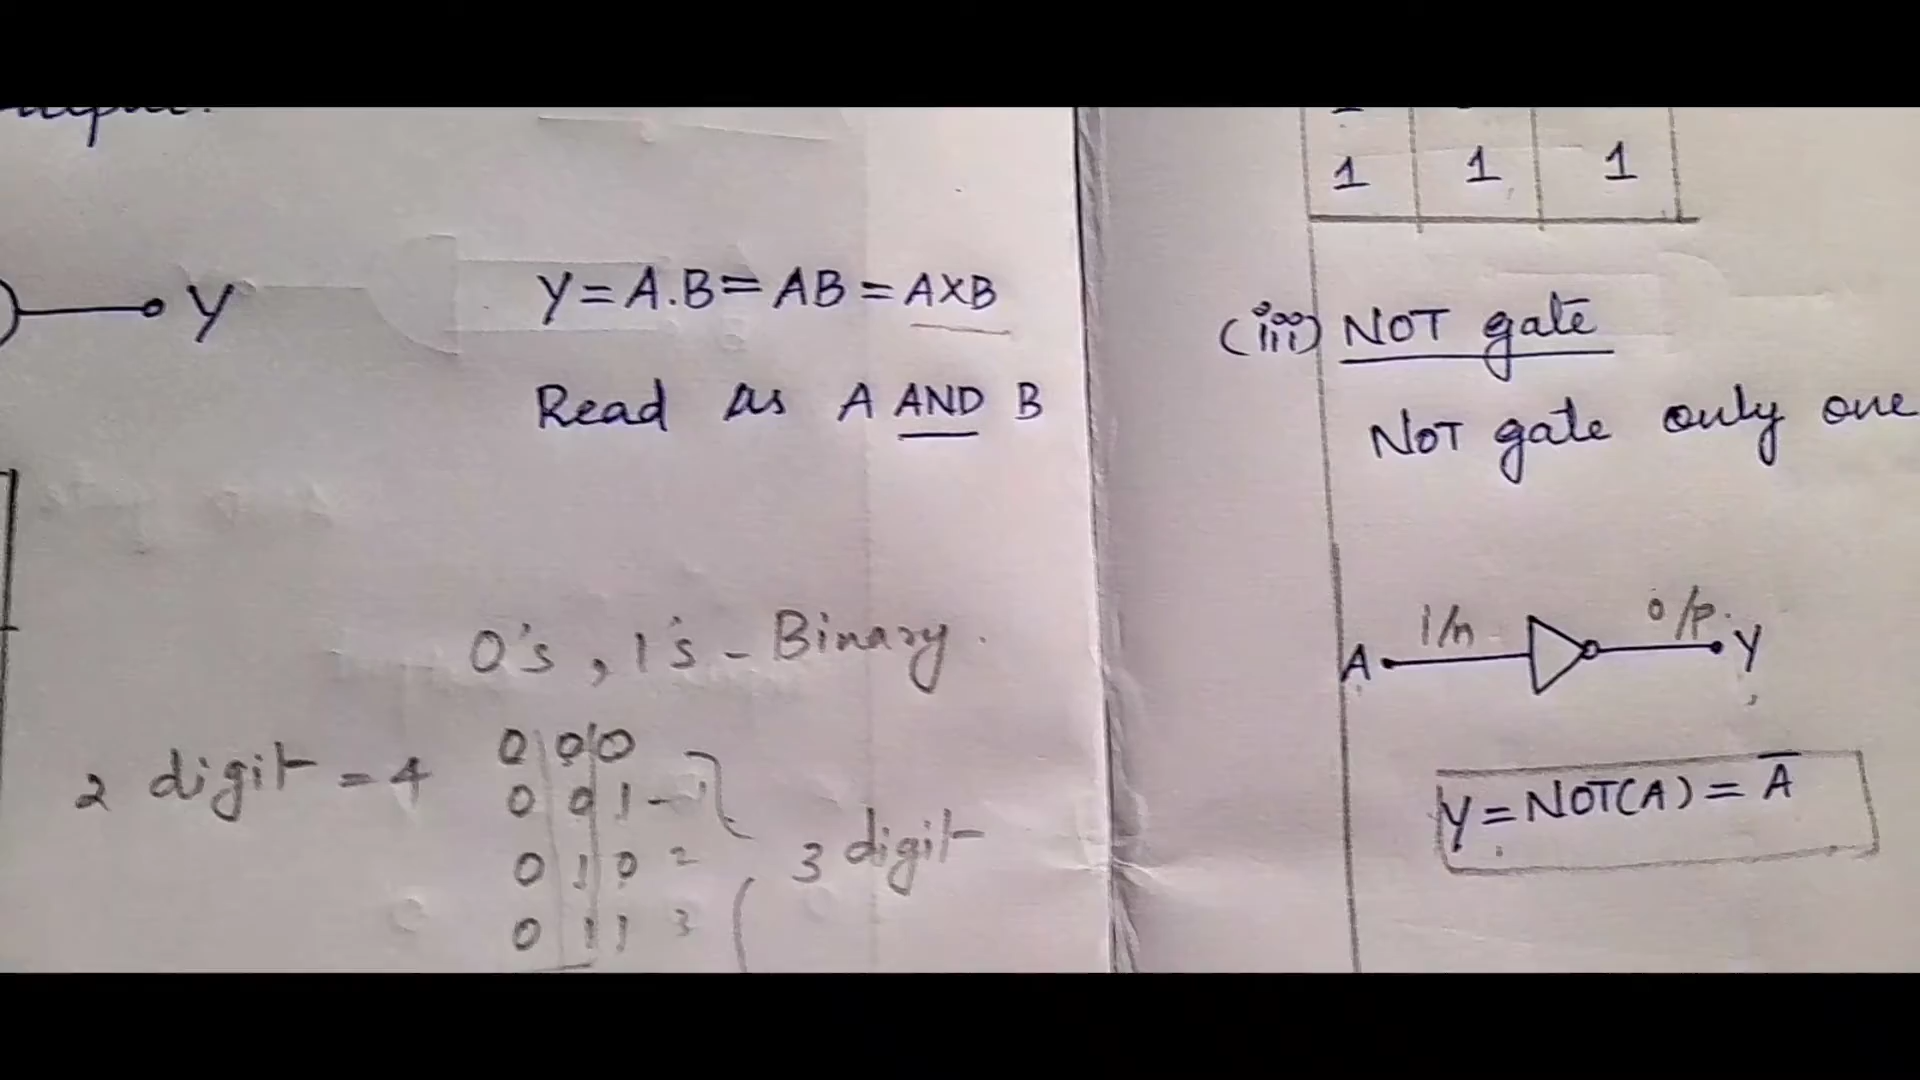 Y
Y = A.B = AB = A×B
Read as A AND B
0's, 1's - Binary.
2 digit = 4
0 0 0
0 0 1 - 1
0 1 0 2
0 1 1 3
3 digit
1 1 1
(iii) NOT gate
NOT gate only one
A i/n o/p. Y
Y = NOT(A) = A̅